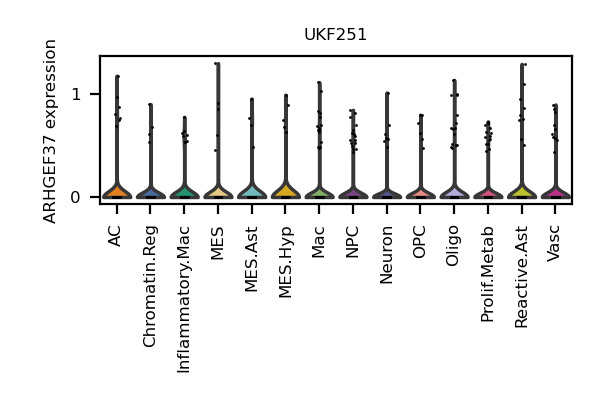 UKF251
ARHGEF37 expression
1
0
AC
Chromatin.Reg
Inflammatory.Mac
MES
MES.Ast
MES.Hyp
Mac
NPC
Neuron
OPC
Oligo
Prolif.Metab
Reactive.Ast
Vasc